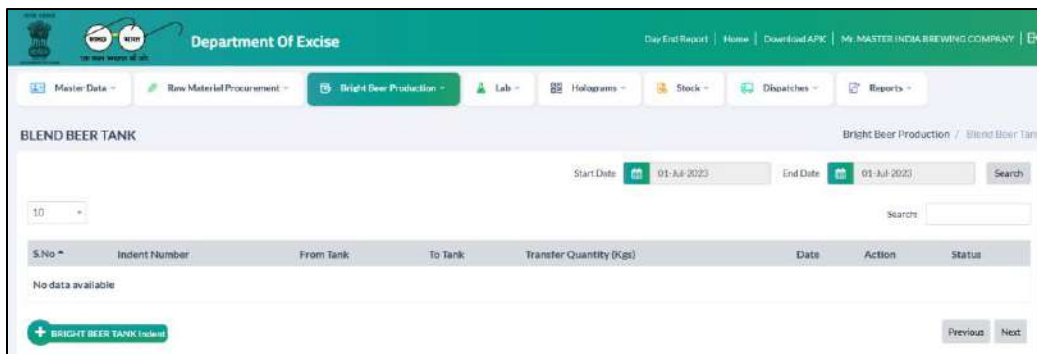 Department Of Excise
Day End Report | Home | Download APK | Mr. MASTER INDIA BREWING COMPANY |
Master Data
Raw Material Procurement
Bright Beer Production
Lab
Holograms
Stock
Dispatches
Reports
BLEND BEER TANK
Bright Beer Production / Blend Beer Tan
Start Date 01-Jul-2023 End Date 01-Jul-2023 Search
10 Search:
S.No Indent Number From Tank To Tank Transfer Quantity (Kgs) Date Action Status
No data available
+ BRIGHT BEER TANK Indent
Previous Next